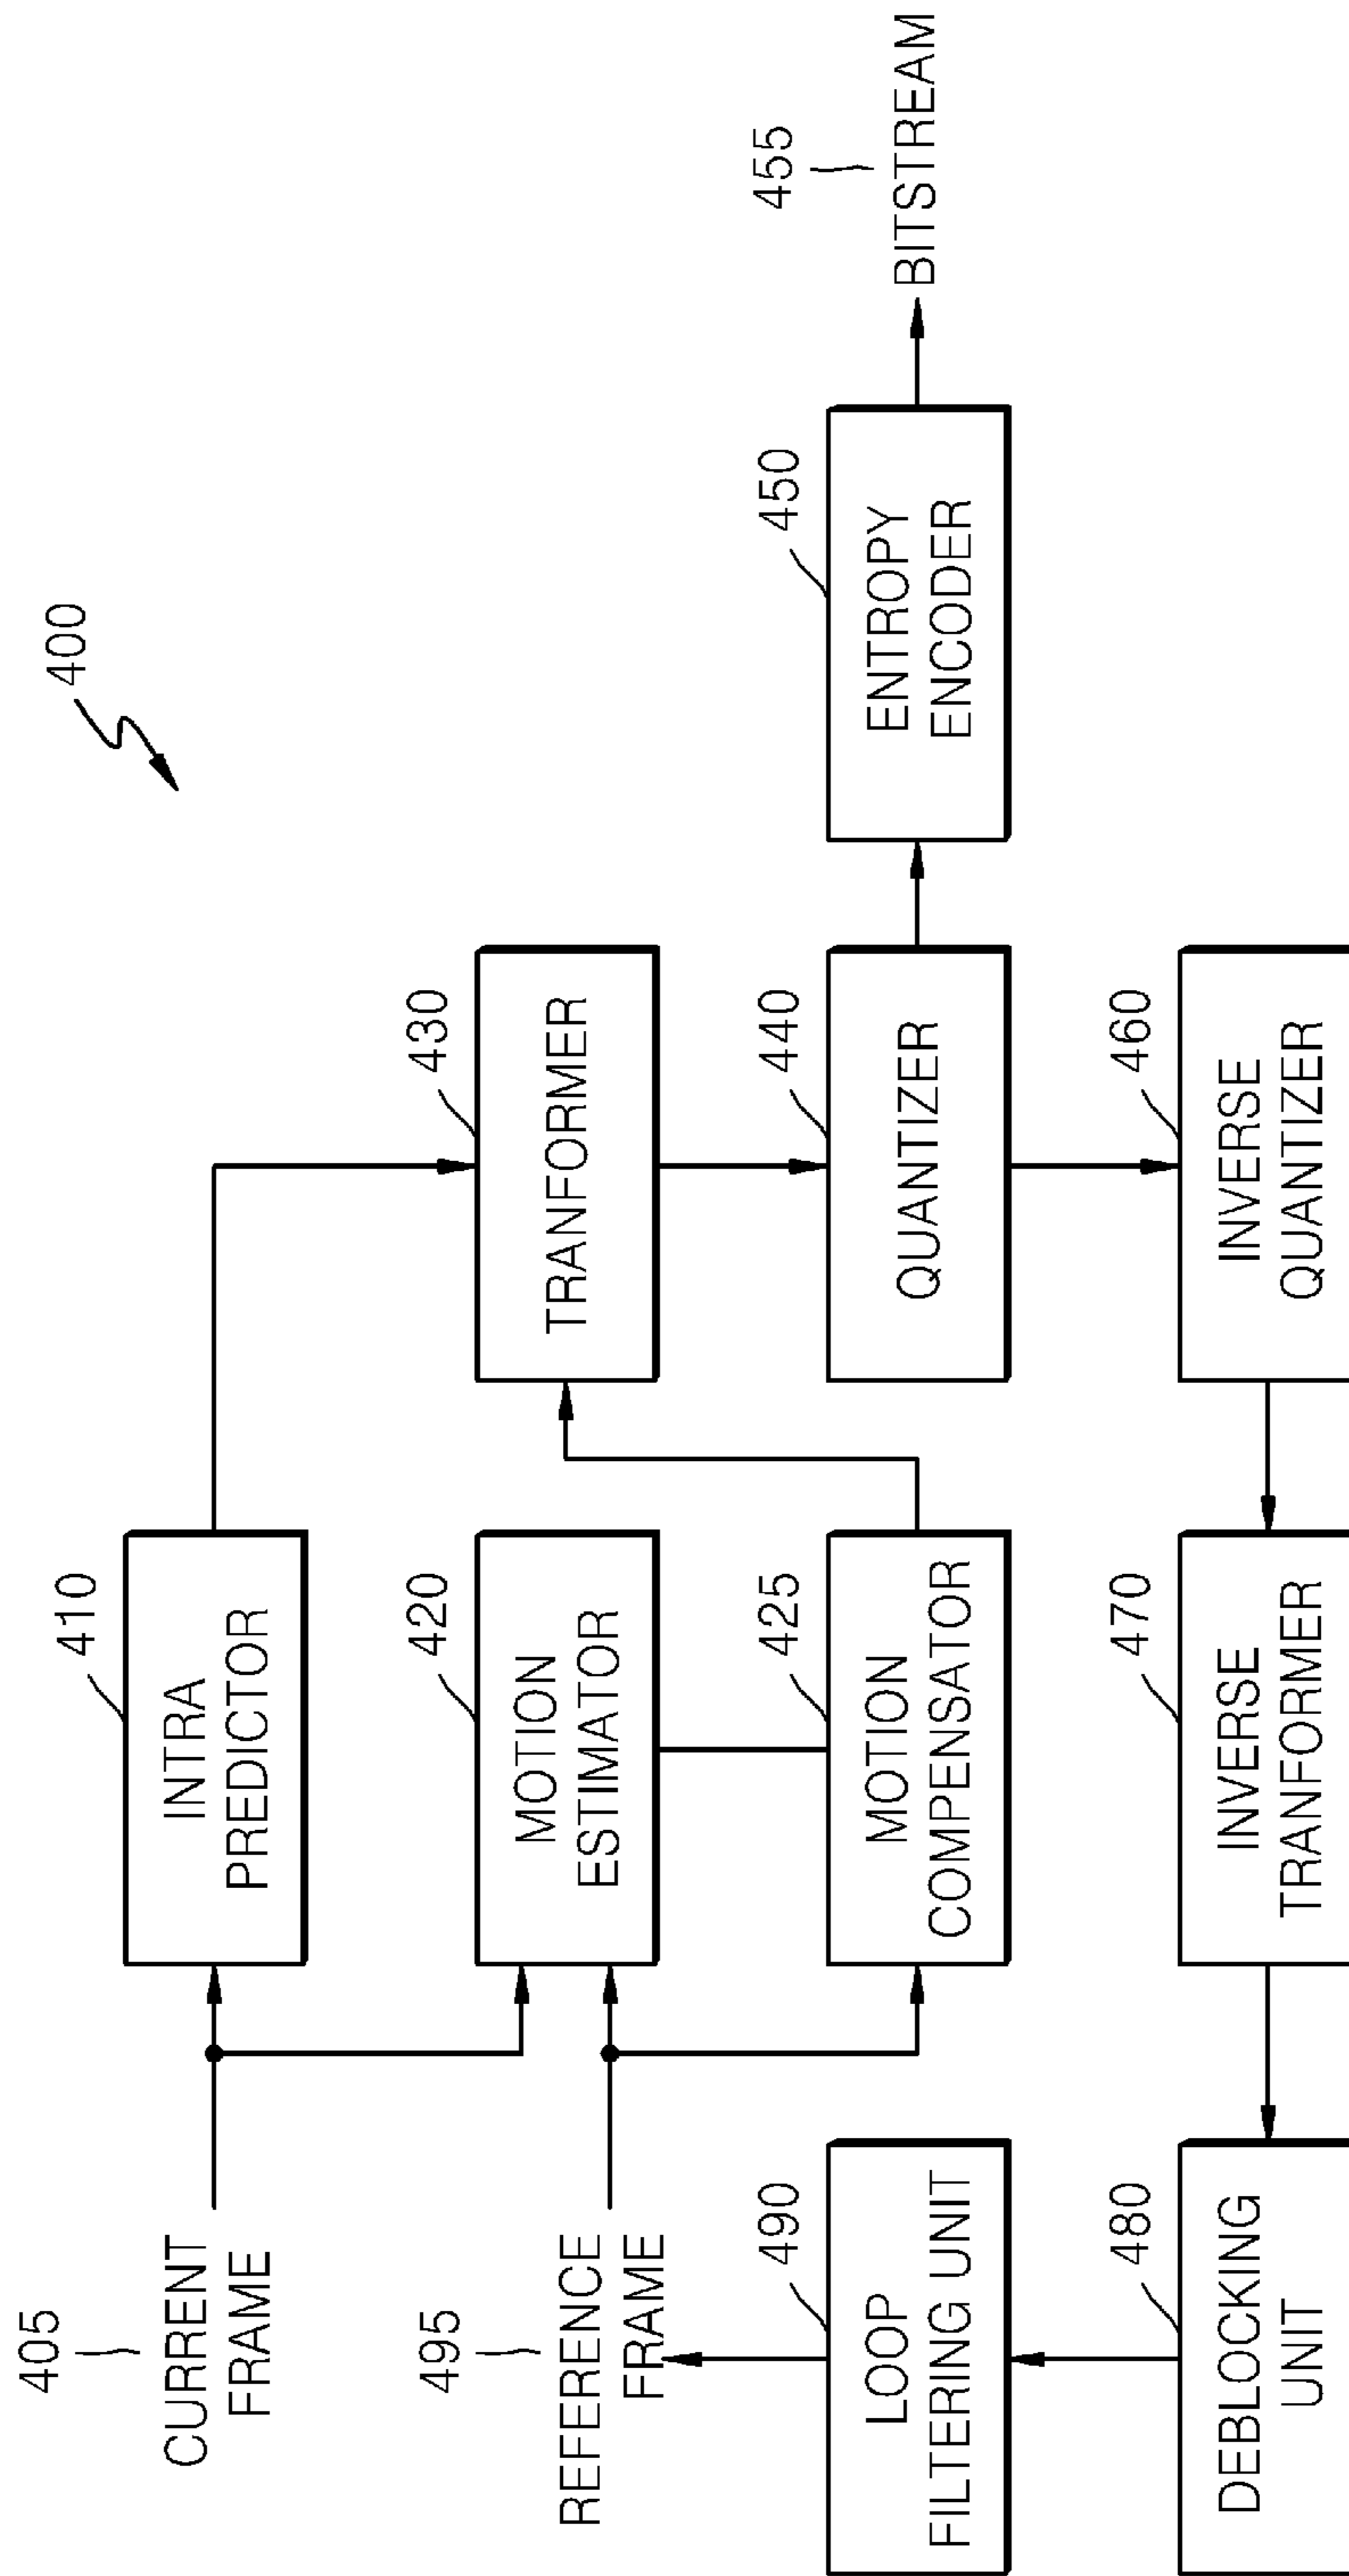 400
405
CURRENT
FRAME
410
INTRA
PREDICTOR
495
REFERENCE
FRAME
420
MOTION
ESTIMATOR
430
TRANFORMER
490
LOOP
FILTERING UNIT
425
MOTION
COMPENSATOR
440
QUANTIZER
450
ENTROPY
ENCODER
455
BITSTREAM
480
DEBLOCKING
UNIT
470
INVERSE
TRANFORMER
460
INVERSE
QUANTIZER